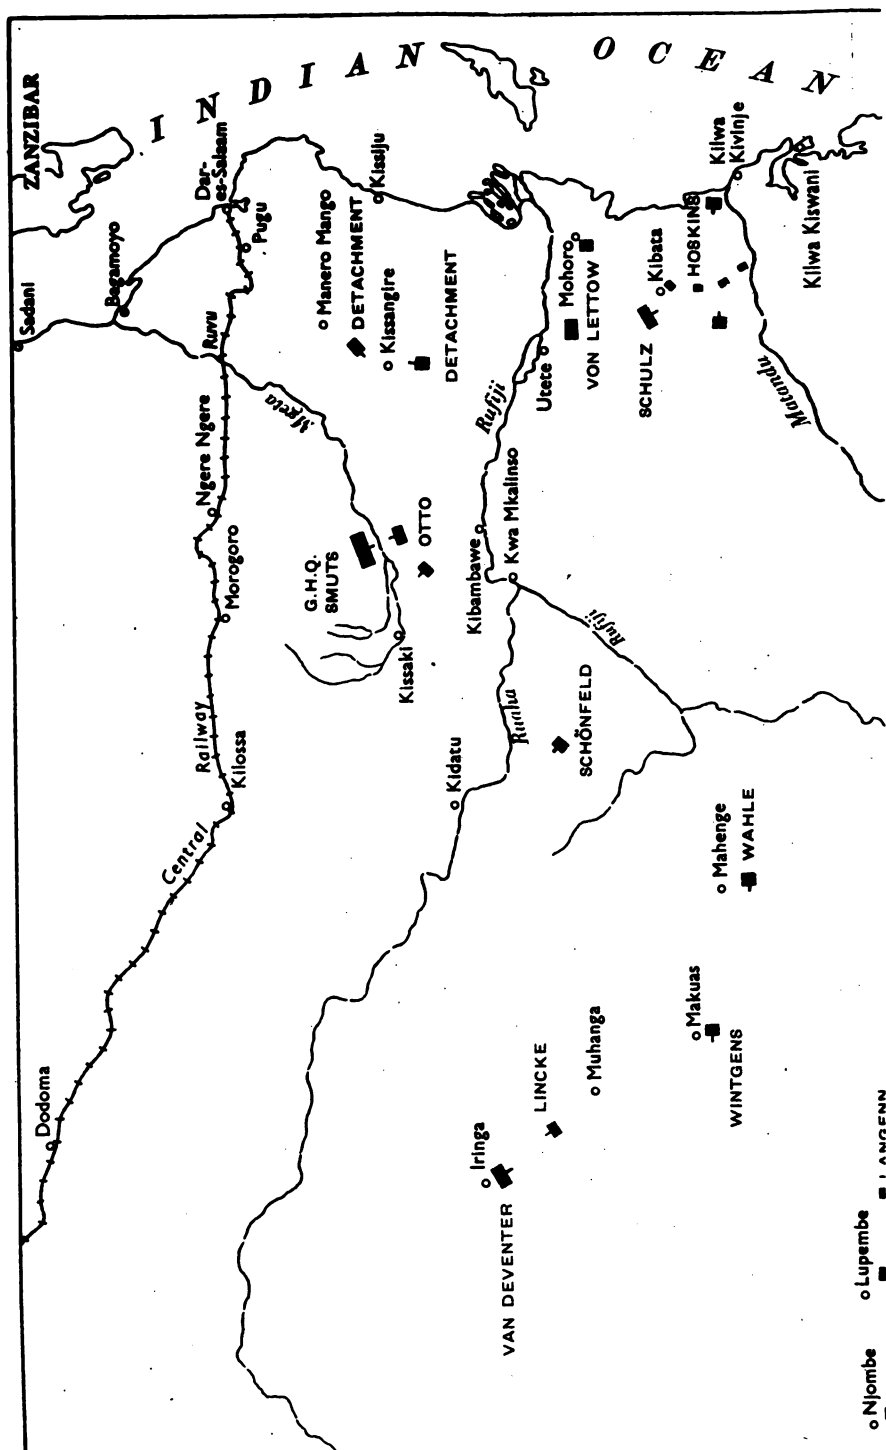 INDIAN OCEAN
ZANZIBAR
Sadani
Bagamoyo
Dar-
es-Salaam
Pugu
Ruvu
Ngere Ngere
Morogoro
Central Railway
Kilossa
Dodoma
Mgeta
Manero Mango
DETACHMENT
Kissiju
Kissangire
DETACHMENT
G.H.Q.
SMUTS
OTTO
Kissaki
Rufiji
Utete
Mohoro
VON LETTOW
Kibata
SCHULZ
HOSKINS
Kilwa
Kivinje
Kilwa Kiswani
Matandu
Kibambawe
Kwa Mkalinso
Rufiji
Ruaha
Kidatu
SCHÖNFELD
Mahenge
WAHLE
Makuas
WINTGENS
Muhanga
LINCKE
Iringa
VAN DEVENTER
LANGENN
Lupembe
Njombe